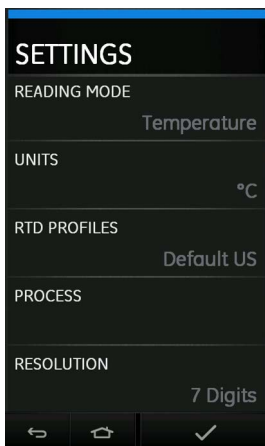 SETTINGS
READING MODE
Temperature
UNITS
°C
RTD PROFILES
Default US
PROCESS
RESOLUTION
7 Digits